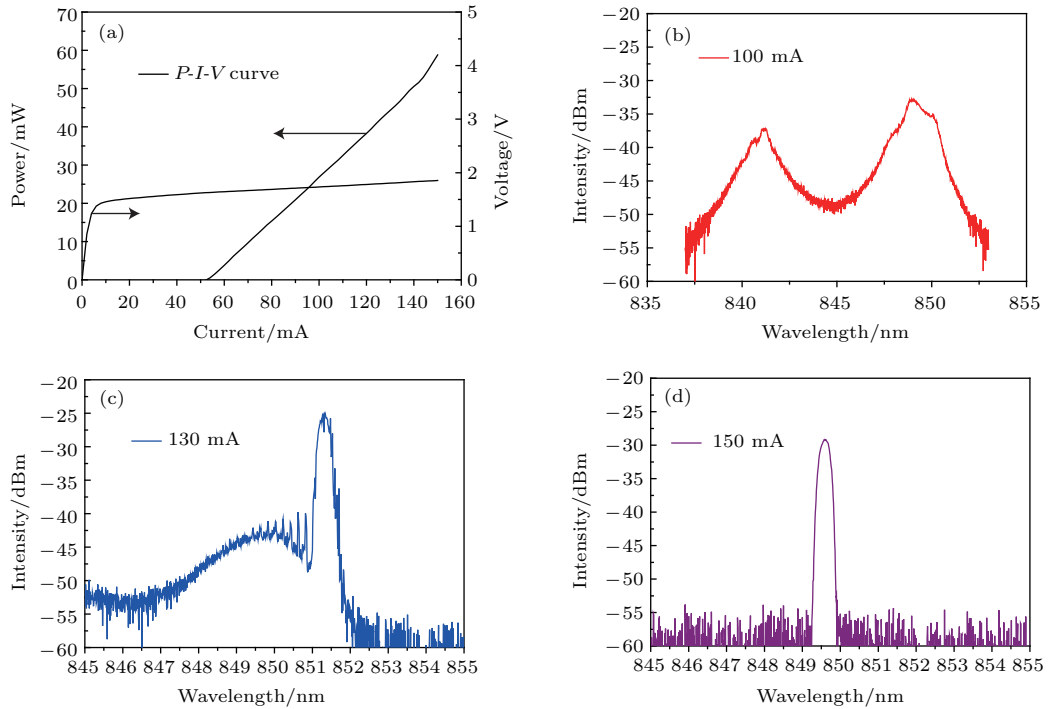 (a)
P-I-V curve
Power/mW
Voltage/V
70
60
50
40
30
20
10
0
5
4
3
2
1
0
0 20 40 60 80 100 120 140 160
Current/mA
(b)
100 mA
Intensity/dBm
−20
−25
−30
−35
−40
−45
−50
−55
−60
835 840 845 850 855
Wavelength/nm
(c)
130 mA
Intensity/dBm
−20
−25
−30
−35
−40
−45
−50
−55
−60
845 846 847 848 849 850 851 852 853 854 855
Wavelength/nm
(d)
150 mA
Intensity/dBm
−20
−25
−30
−35
−40
−45
−50
−55
−60
845 846 847 848 849 850 851 852 853 854 855
Wavelength/nm